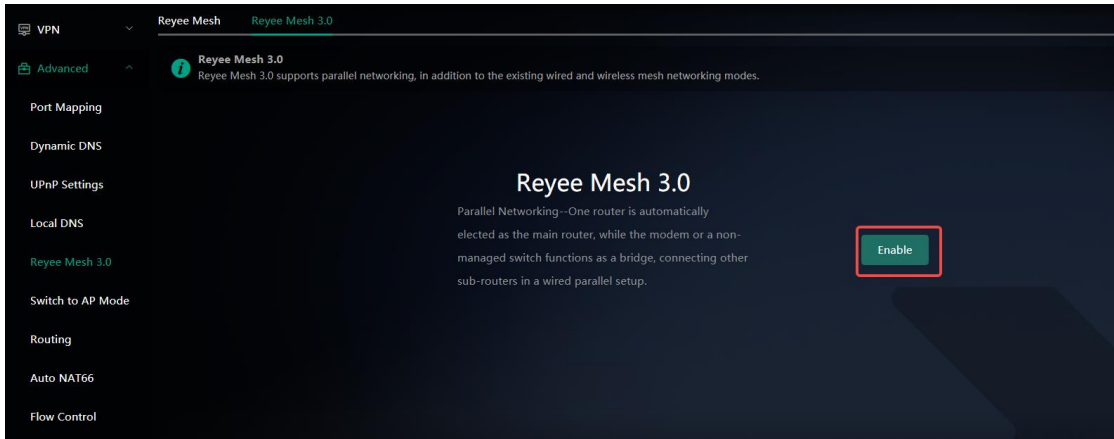 VPN
Advanced
Port Mapping
Dynamic DNS
UPnP Settings
Local DNS
Reyee Mesh 3.0
Switch to AP Mode
Routing
Auto NAT66
Flow Control
Reyee Mesh Reyee Mesh 3.0
Reyee Mesh 3.0
Reyee Mesh 3.0 supports parallel networking, in addition to the existing wired and wireless mesh networking modes.
Reyee Mesh 3.0
Parallel Networking--One router is automatically
elected as the main router, while the modem or a non-
managed switch functions as a bridge, connecting other
sub-routers in a wired parallel setup.
Enable